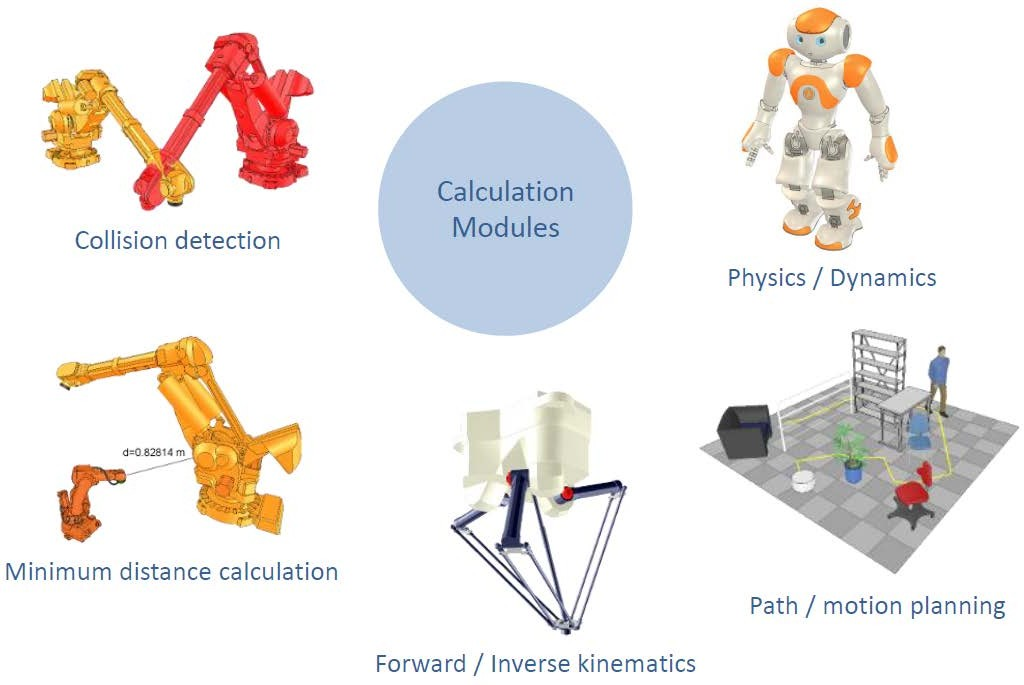 Calculation
Modules
Collision detection
Physics / Dynamics
d=0.82814 m
Minimum distance calculation
Path / motion planning
Forward / Inverse kinematics